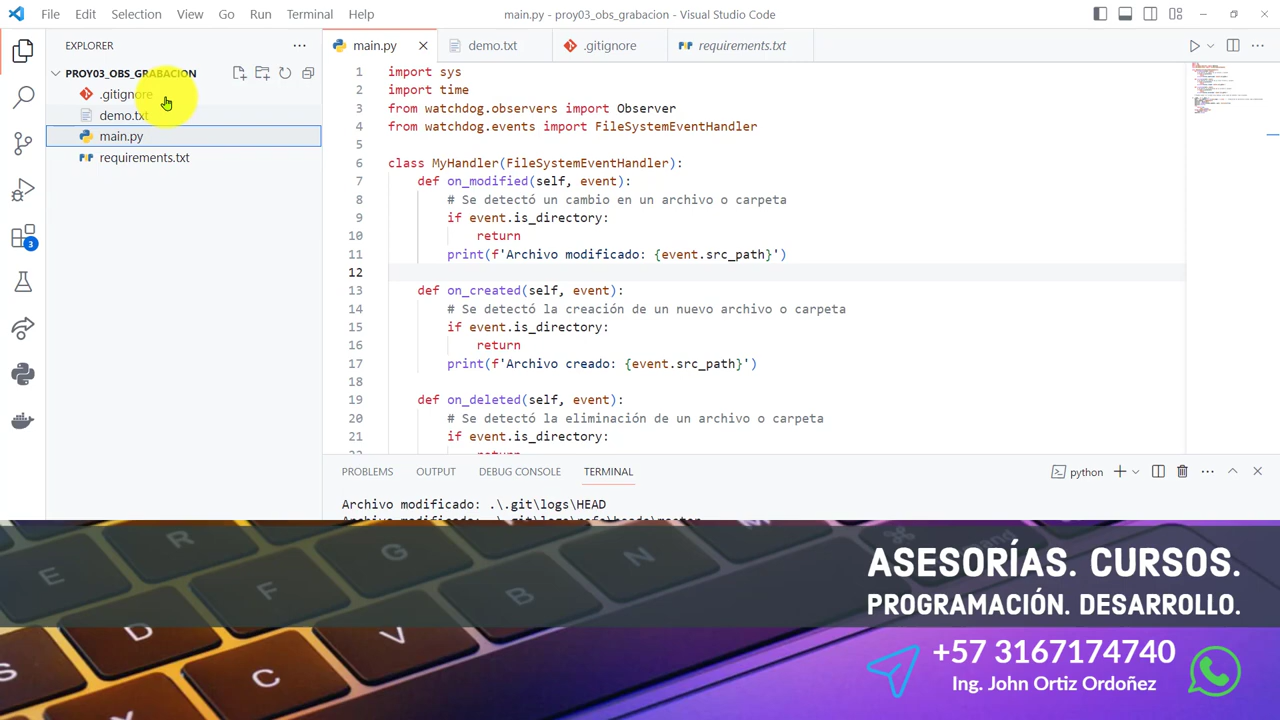 File Edit Selection View Go Run Terminal Help
main.py - proy03_obs_grabacion - Visual Studio Code
EXPLORER
PROY03_OBS_GRABACION
.gitignore
demo.txt
main.py
requirements.txt
3
main.py demo.txt .gitignore requirements.txt
1 import sys
2 import time
3 from watchdog.observers import Observer
4 from watchdog.events import FileSystemEventHandler
5
6 class MyHandler(FileSystemEventHandler):
7 def on_modified(self, event):
8 # Se detectó un cambio en un archivo o carpeta
9 if event.is_directory:
10 return
11 print(f'Archivo modificado: {event.src_path}')
12
13 def on_created(self, event):
14 # Se detectó la creación de un nuevo archivo o carpeta
15 if event.is_directory:
16 return
17 print(f'Archivo creado: {event.src_path}')
18
19 def on_deleted(self, event):
20 # Se detectó la eliminación de un archivo o carpeta
21 if event.is_directory:
PROBLEMS OUTPUT DEBUG CONSOLE TERMINAL
python
Archivo modificado: .\.git\logs\HEAD
ASESORÍAS. CURSOS.
PROGRAMACIÓN. DESARROLLO.
+57 3167174740
Ing. John Ortiz Ordoñez